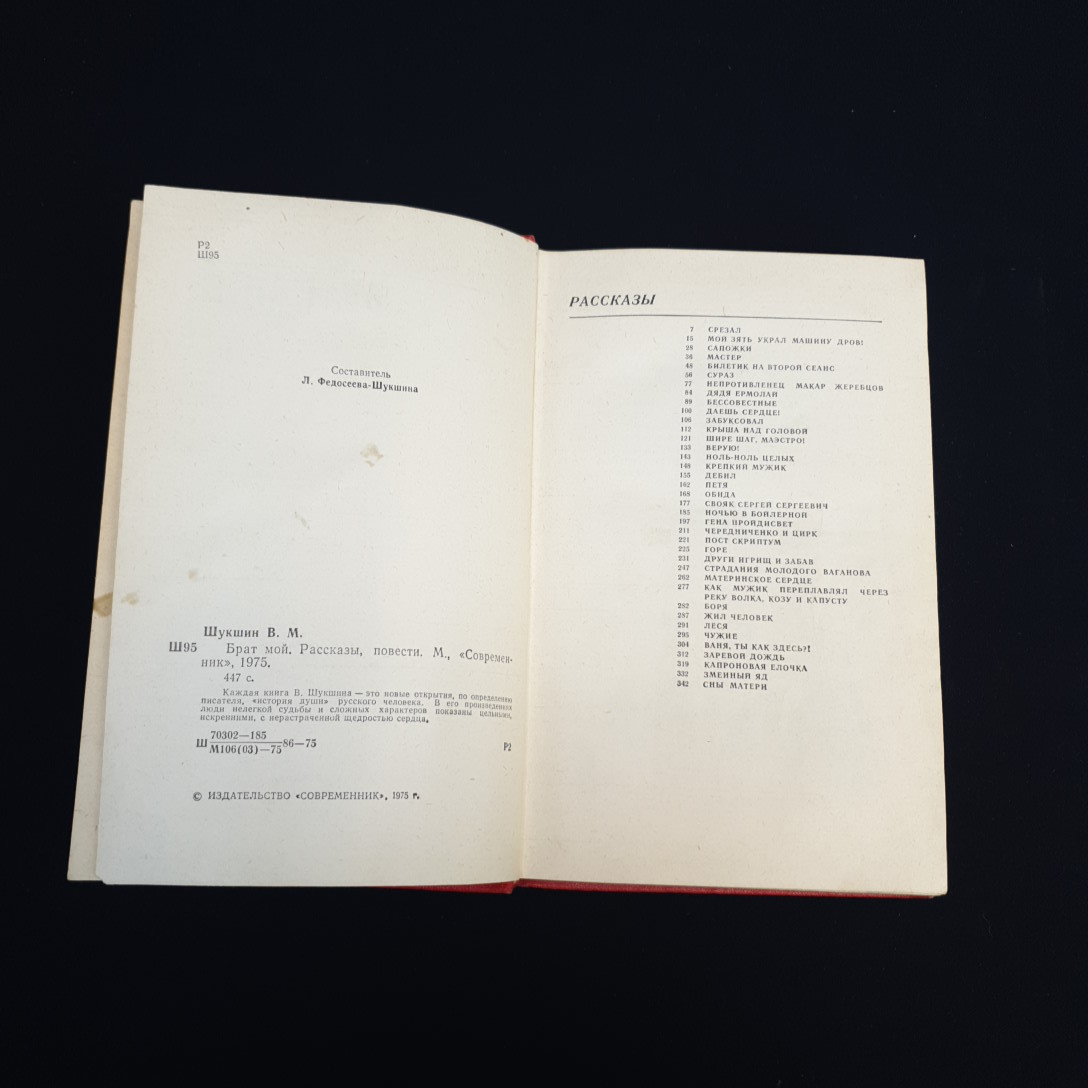 Р2
Ш95
Составитель
Л. Федосеева-Шукшина
Шукшин В. М.
Ш95 Брат мой. Рассказы, повести. М., «Современ-
ник», 1975.
447 с.
Каждая книга В. Шукшина — это новые открытия, по определению
писателя, «история души» русского человека. В его произведениях
люди нелегкой судьбы и сложных характеров показаны цельными,
искренними, с нерастраченной щедростью сердца.
70302—185
Ш 86—75
М106(03)—75
Р2
© ИЗДАТЕЛЬСТВО «СОВРЕМЕННИК», 1975 г.
РАССКАЗЫ
7 СРЕЗАЛ
15 МОЙ ЗЯТЬ УКРАЛ МАШИНУ ДРОВ!
29 САПОЖКИ
36 МАСТЕР
48 БИЛЕТИК НА ВТОРОЙ СЕАНС
56 СУРАЗ
77 НЕПРОТИВЛЕНЕЦ МАКАР ЖЕРЕБЦОВ
84 ДЯДЯ ЕРМОЛАЙ
89 БЕССОВЕСТНЫЕ
100 ДАЕШЬ СЕРДЦЕ!
106 ЗАБУКСОВАЛ
112 КРЫША НАД ГОЛОВОЙ
121 ШИРЕ ШАГ, МАЭСТРО!
133 ВЕРУЮ!
143 НОЛЬ-НОЛЬ ЦЕЛЫХ
148 КРЕПКИЙ МУЖИК
155 ДЕБИЛ
162 ПЕТЯ
168 ОБИДА
177 СВОЯК СЕРГЕЙ СЕРГЕЕВИЧ
185 НОЧЬЮ В БОЙЛЕРНОЙ
197 ГЕНА ПРОЙДИСВЕТ
211 ЧЕРЕДНИЧЕНКО И ЦИРК
221 ПОСТ СКРИПТУМ
225 ГОРЕ
231 ДРУГИ ИГРИЩ И ЗАБАВ
247 СТРАДАНИЯ МОЛОДОГО ВАГАНОВА
262 МАТЕРИНСКОЕ СЕРДЦЕ
277 КАК МУЖИК ПЕРЕПЛАВЛЯЛ ЧЕРЕЗ
РЕКУ ВОЛКА, КОЗУ И КАПУСТУ
282 БОРЯ
287 ЖИЛ ЧЕЛОВЕК
291 ЛЕСЯ
295 ЧУЖИЕ
304 ВАНЯ, ТЫ КАК ЗДЕСЬ?!
312 ЗАРЕВОЙ ДОЖДЬ
319 КАПРОНОВАЯ ЕЛОЧКА
332 ЗМЕИНЫЙ ЯД
342 СНЫ МАТЕРИ